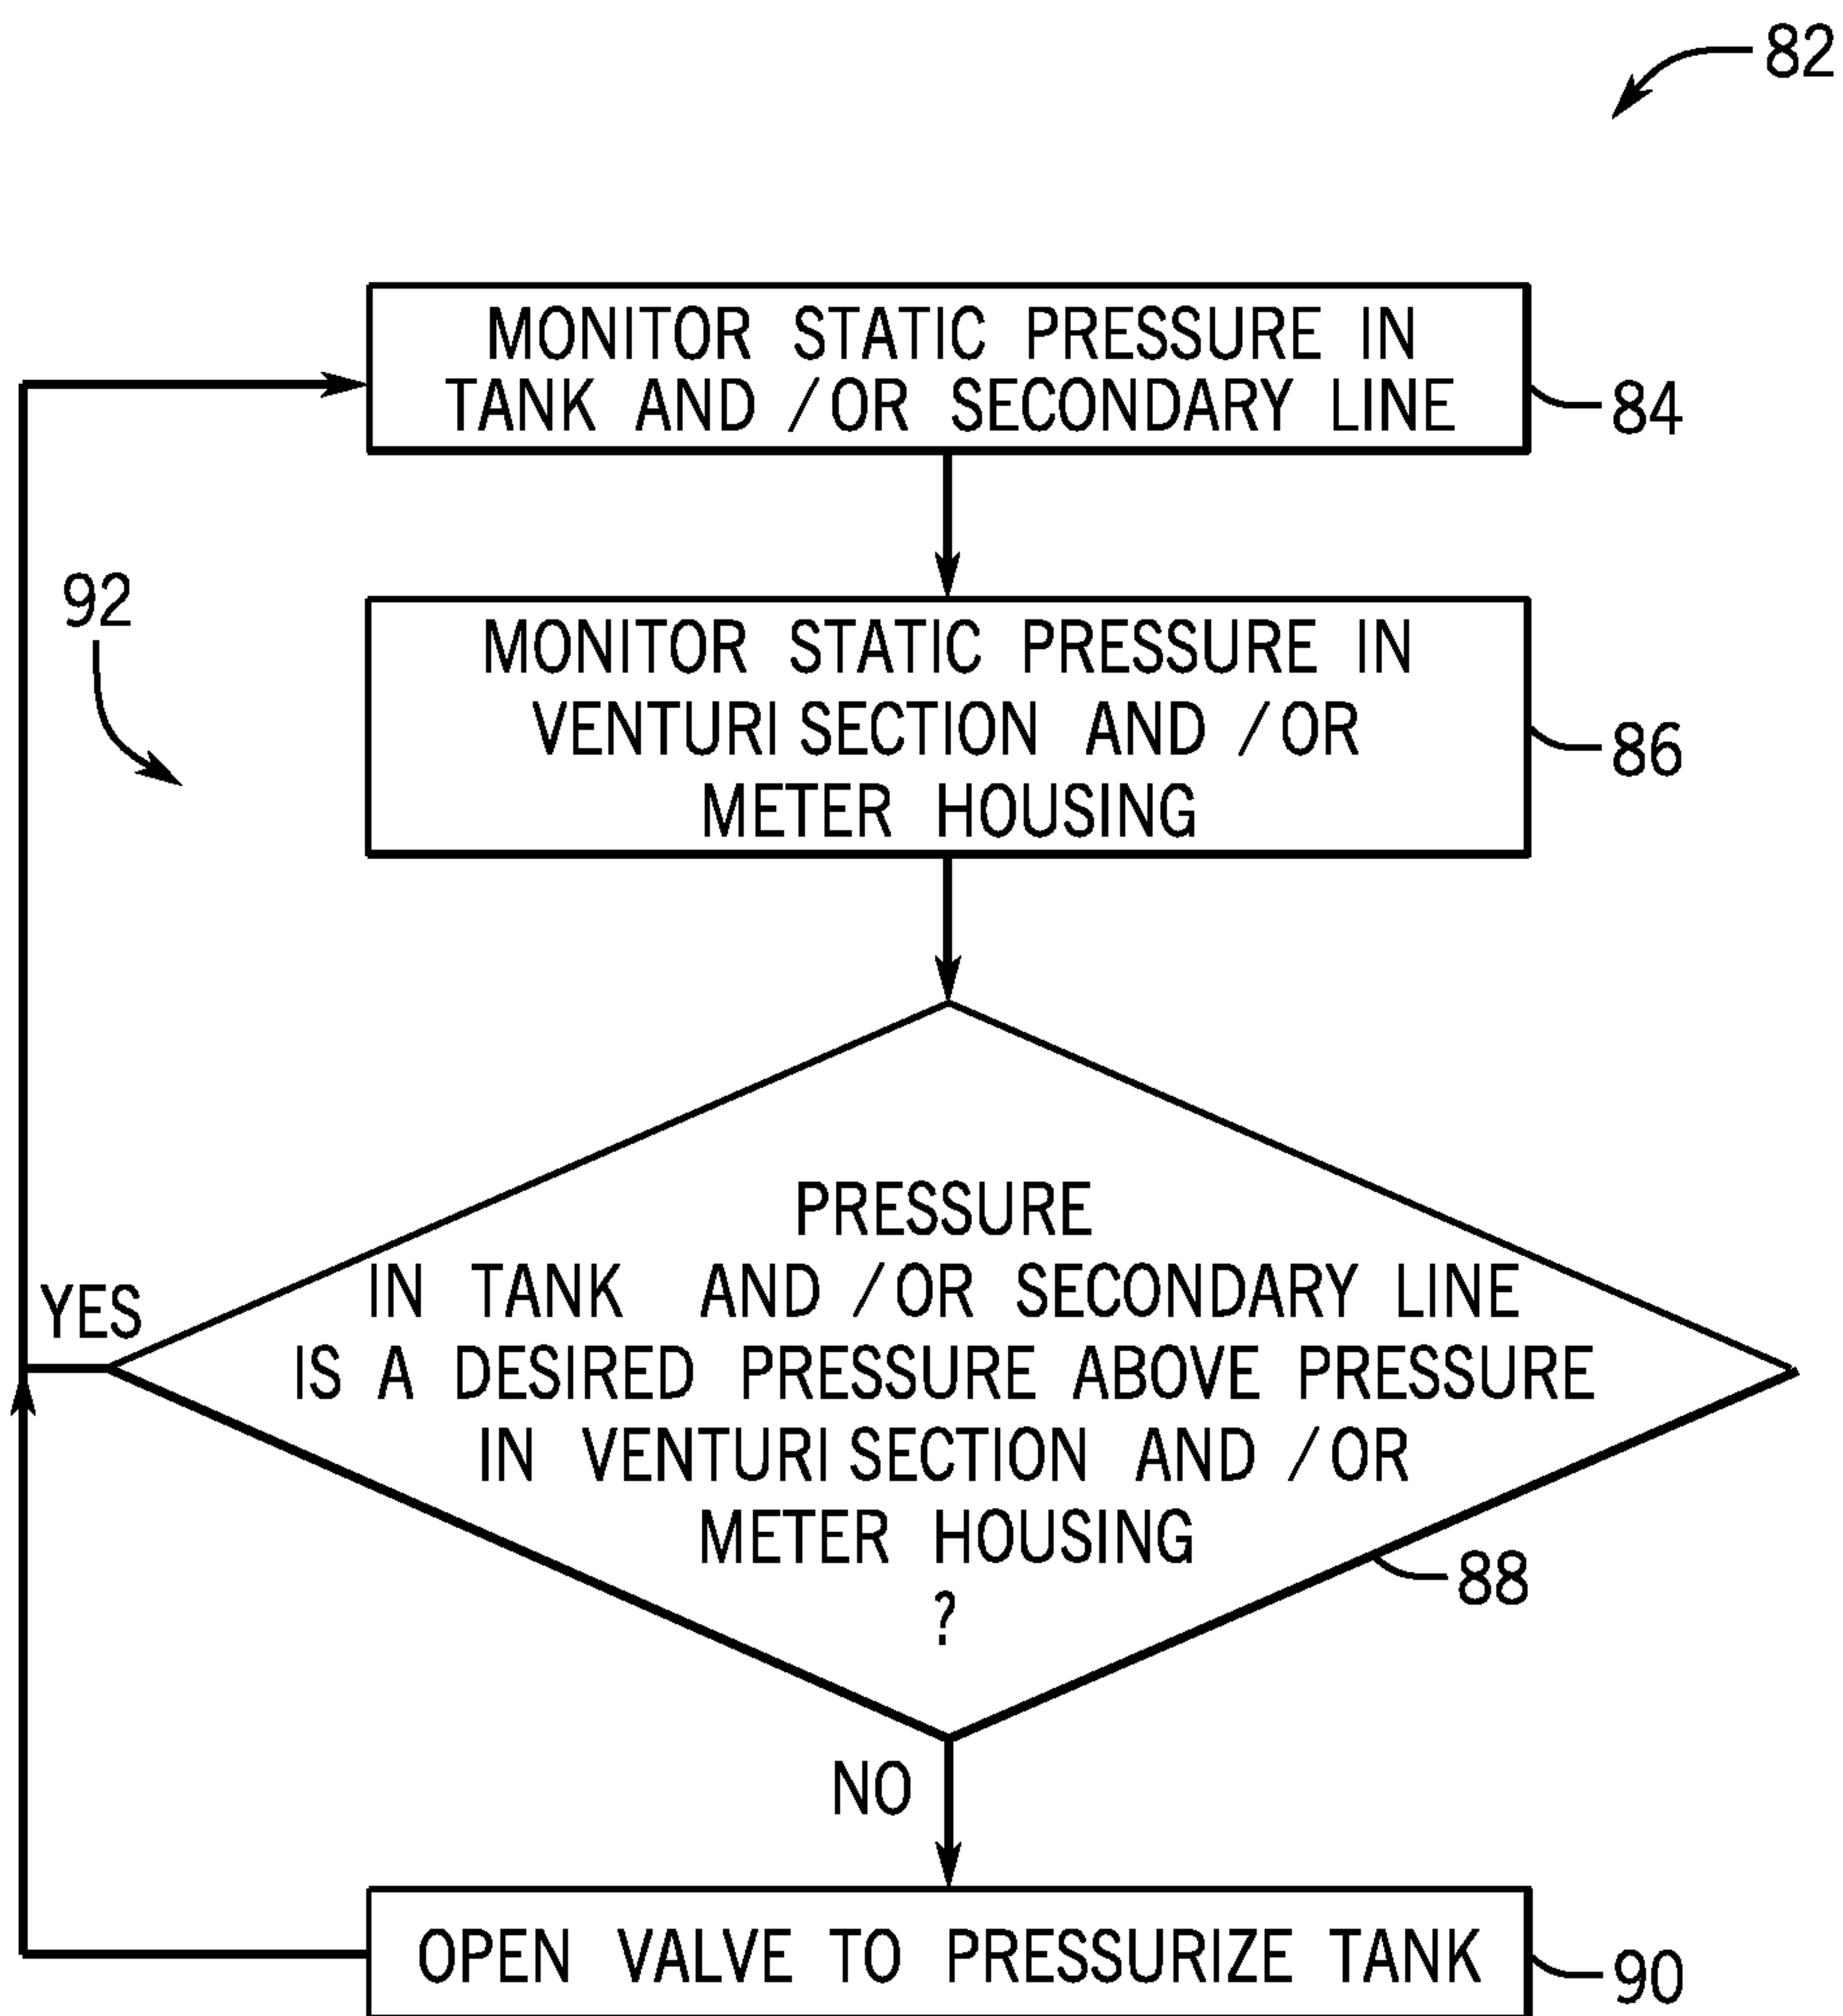 82
MONITOR STATIC PRESSURE IN
TANK AND /OR SECONDARY LINE
84
92
MONITOR STATIC PRESSURE IN
VENTURI SECTION AND /OR
METER HOUSING
86
PRESSURE
IN TANK AND /OR SECONDARY LINE
IS A DESIRED PRESSURE ABOVE PRESSURE
IN VENTURI SECTION AND /OR
METER HOUSING
?
YES
88
NO
OPEN VALVE TO PRESSURIZE TANK
90